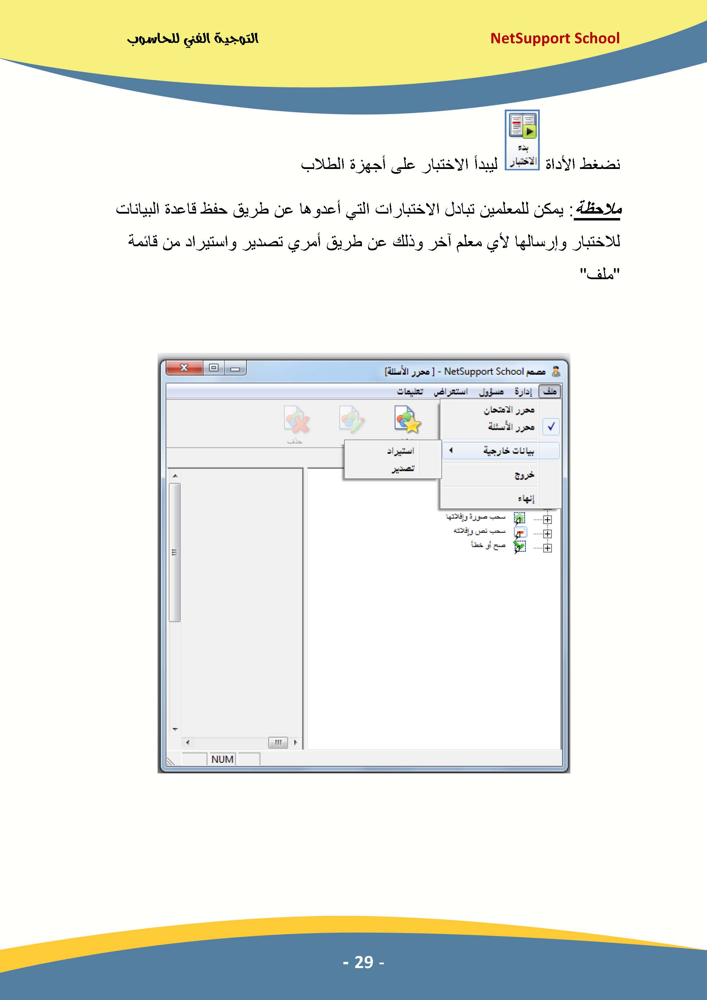 NetSupport School
التوجية الفني للحاسوب
بدء
الاختبار
نضغط الأداة ليبدأ الاختبار على أجهزة الطلاب
ملاحظة: يمكن للمعلمين تبادل الاختبارات التي أعدوها عن طريق حفظ قاعدة البيانات
للاختبار وإرسالها لأي معلم آخر وذلك عن طريق أمري تصدير واستيراد من قائمة
"ملف"
مصمم NetSupport School - [محرر الأسئلة]
ملف إدارة مسؤول استعراض تعليمات
محرر الامتحان
محرر الأسئلة
حذف
بيانات خارجية
استيراد
تصدير
خروج
إنهاء
سحب صورة وإفلاتها
سحب نص وإفلاته
صح أو خطأ
NUM
- 29 -